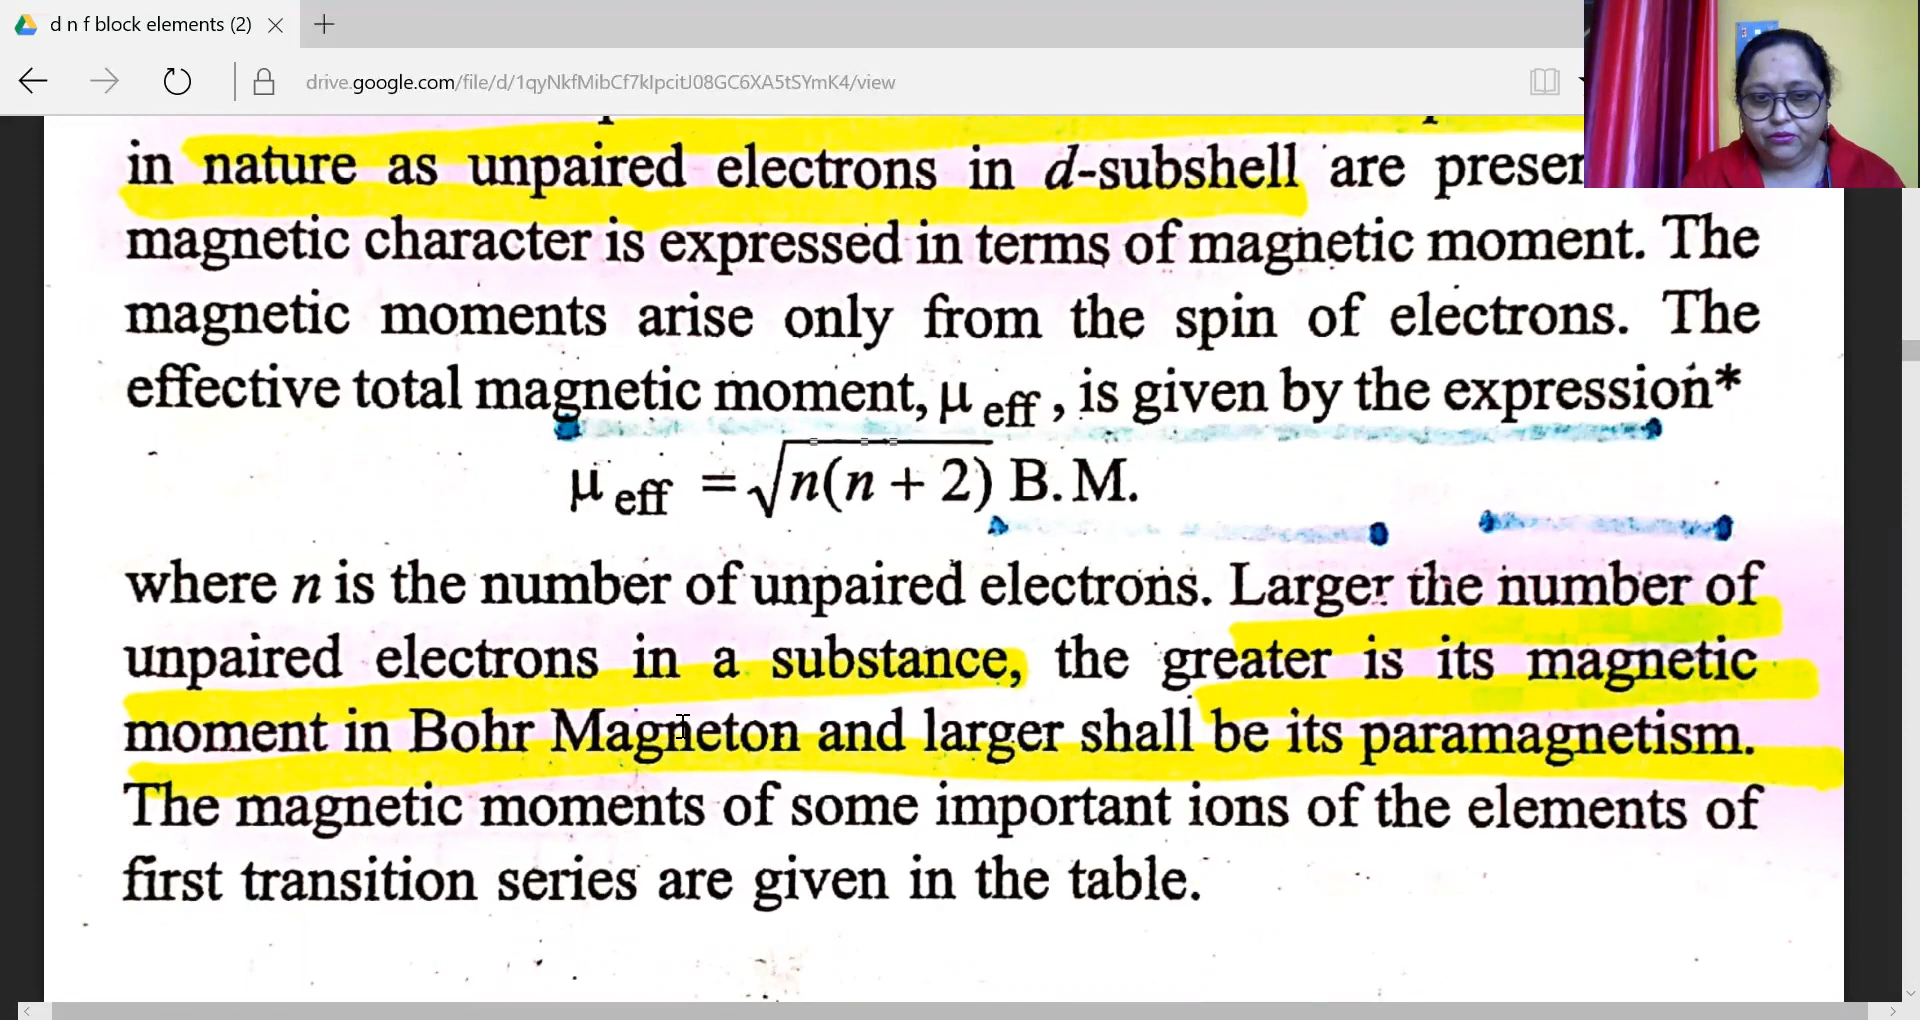 d n f block elements (2)
drive.google.com/file/d/1qyNkfMibCf7kIpcitJ08GC6XA5tSYmK4/view
in nature as unpaired electrons in d-subshell are
magnetic character is expressed in terms of magnetic moment. The
magnetic moments arise only from the spin of electrons. The
effective total magnetic moment, μ eff , is given by the expression*
μ eff = √n(n + 2) B.M.
where n is the number of unpaired electrons. Larger the number of
unpaired electrons in a substance, the greater is its magnetic
moment in Bohr Magneton and larger shall be its paramagnetism.
The magnetic moments of some important ions of the elements of
first transition series are given in the table.